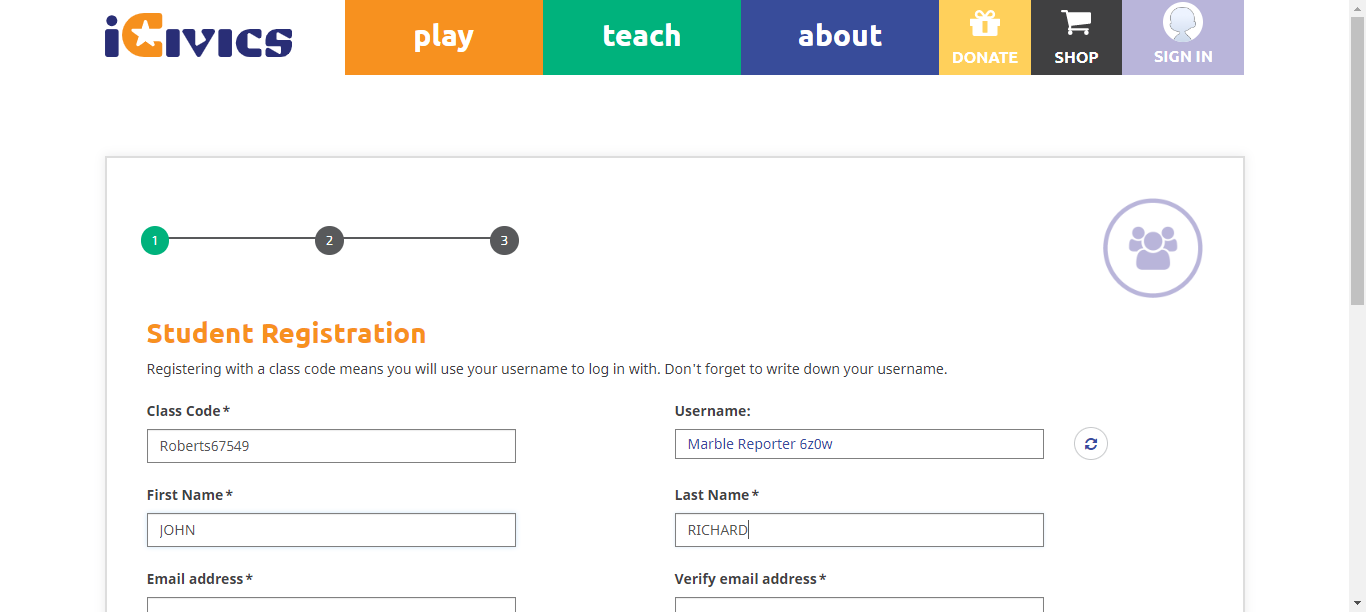 iCivics
play
teach
about
DONATE
SHOP
SIGN IN
1
2
3
Student Registration
Registering with a class code means you will use your username to log in with. Don't forget to write down your username.
Class Code*
Username:
Roberts67549
Marble Reporter 6z0w
First Name*
Last Name*
JOHN
RICHARD
Email address*
Verify email address*